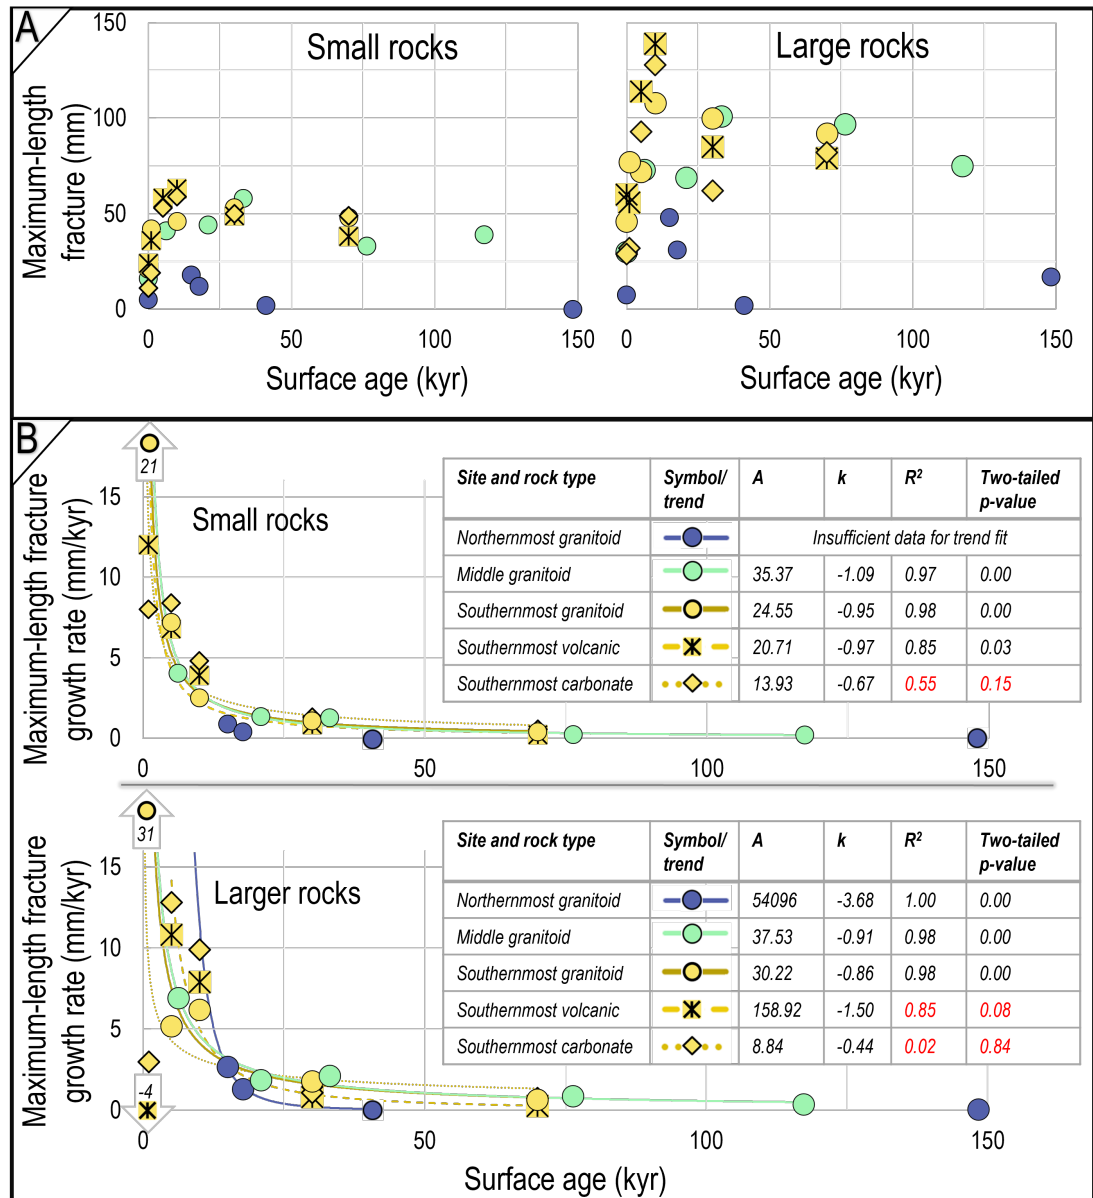 A
Small rocks
Maximum-length
fracture (mm)
150
100
50
0
0 50 100 150
Surface age (kyr)
Large rocks
0 50 100 150
Surface age (kyr)
B
21
Small rocks
Maximum-length fracture
growth rate (mm/kyr)
15
10
5
0
0 50 100 150
Site and rock type Symbol/ A k R² Two-tailed
trend p-value
Northernmost granitoid Insufficient data for trend fit
Middle granitoid 35.37 -1.09 0.97 0.00
Southernmost granitoid 24.55 -0.95 0.98 0.00
Southernmost volcanic 20.71 -0.97 0.85 0.03
Southernmost carbonate 13.93 -0.67 0.55 0.15
31
Larger rocks
Maximum-length fracture
growth rate (mm/kyr)
15
10
5
-4
0
0 50 100 150
Surface age (kyr)
Site and rock type Symbol/ A k R² Two-tailed
trend p-value
Northernmost granitoid 54096 -3.68 1.00 0.00
Middle granitoid 37.53 -0.91 0.98 0.00
Southernmost granitoid 30.22 -0.86 0.98 0.00
Southernmost volcanic 158.92 -1.50 0.85 0.08
Southernmost carbonate 8.84 -0.44 0.02 0.84